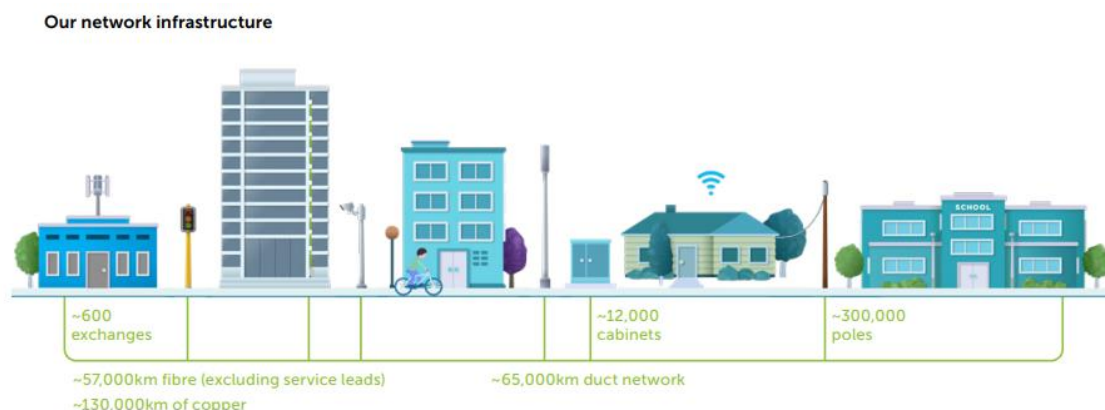 Our network infrastructure
SCHOOL
~600
exchanges
~12,000
cabinets
~300,000
poles
~57,000km fibre (excluding service leads)
~65,000km duct network
~130,000km of copper